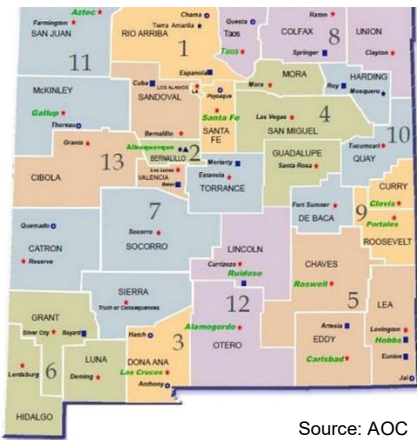 Aztec
Farmington
SAN JUAN
11
Chama
Tierra Amarilla
RIO ARRIBA
1
Española
Questa
Taos
Taos
Raton
COLFAX
Springer
8
UNION
Clayton
HARDING
Roy
Mosquero
MORA
Mora
McKINLEY
Gallup
Thoreau
Cuba
LOS ALAMOS
LA
SANDOVAL
Bernalillo
Pojoaque
Santa Fe
SANTA
FE
Las Vegas
4
SAN MIGUEL
10
Tucumcari
QUAY
Grants
13
CIBOLA
Albuquerque
2
BERNALILLO
Los Lunas
VALENCIA
Belen
Moriarty
Estancia
TORRANCE
GUADALUPE
Santa Rosa
Fort Sumner
DE BACA
CURRY
Clovis
9
Portales
ROOSEVELT
7
Quemado
CATRON
Reserve
Socorro
SOCORRO
LINCOLN
Carrizozo
Ruidoso
CHAVES
Roswell
5
LEA
Lovington
Hobbs
Eunice
Jal
SIERRA
Truth or Consequences
12
Alamogordo
OTERO
Artesia
EDDY
Carlsbad
GRANT
Silver City
Bayard
6
Lordsburg
HIDALGO
LUNA
Deming
Hatch
3
DONA ANA
Las Cruces
Anthony
Source: AOC